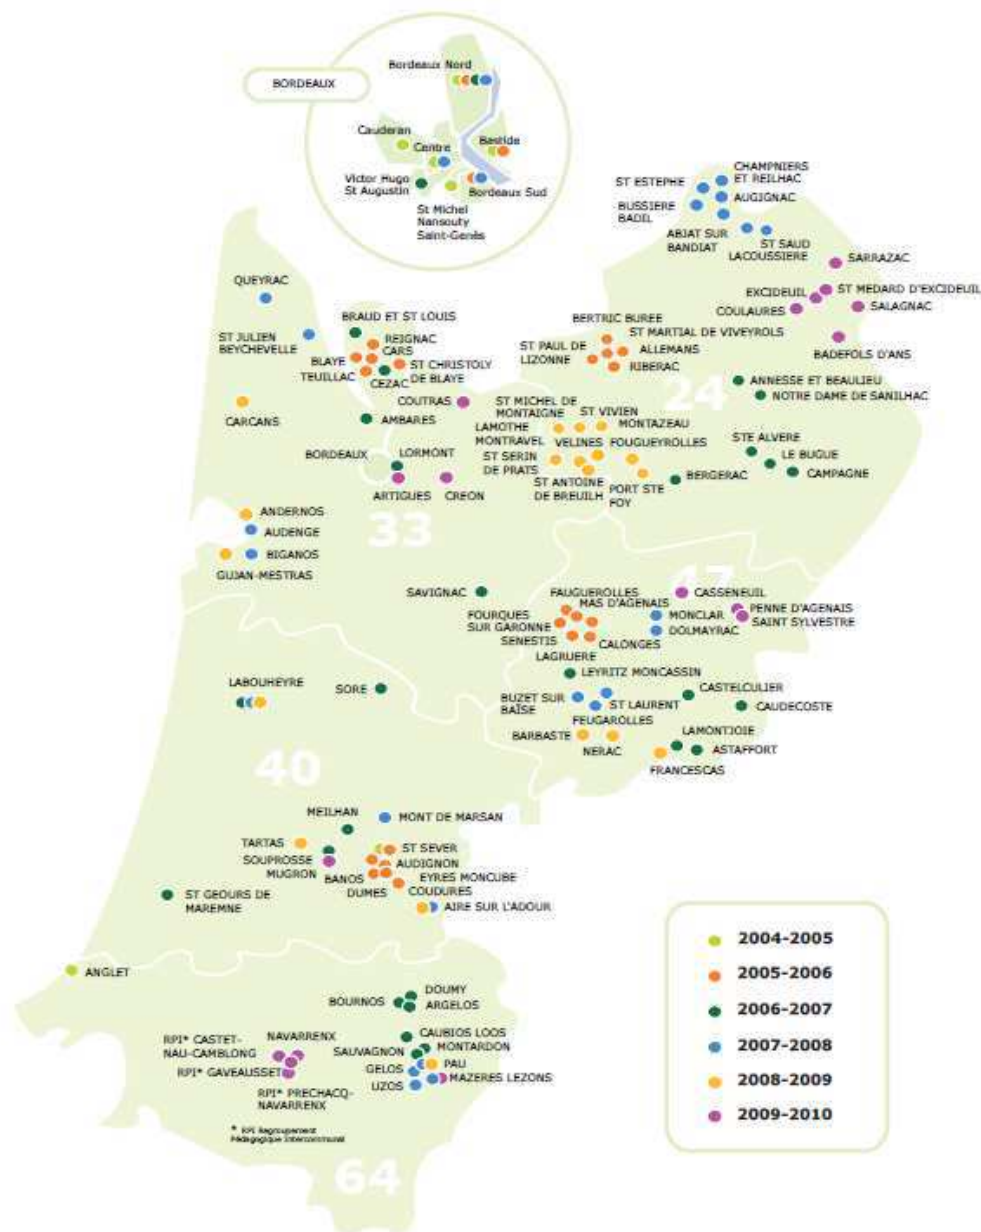 BORDEAUX
Bordeaux Nord
Cauderan
Centre
Bastide
Victor Hugo
St Augustin
Bordeaux Sud
St Michel
Nansouty
Saint-Genès
ST ESTEPHE
CHAMPNIERS
ET REILHAC
BUSSIERE
BADIL
AUGIGNAC
ABJAT SUR
BANDIAT
ST SAUD
LACOUSSIERE
SARRAZAC
EXCIDEUIL
ST MEDARD D'EXCIDEUIL
COULAURES
SALAGNAC
BADEFOLS D'ANS
QUEYRAC
ST JULIEN
BEYCHEVELLE
BRAUD ET ST LOUIS
REIGNAC
CARS
BLAYE
ST CHRISTOLY
DE BLAYE
TEUILLAC
CEZAC
CARCANS
COUTRAS
AMBARES
BERTRIC BUREE
ST MARTIAL DE VIVEYROLS
ST PAUL DE
LIZONNE
ALLEMANS
RIBERAC
24
ANNESSE ET BEAULIEU
NOTRE DAME DE SANILHAC
ST MICHEL DE
MONTAIGNE
ST VIVIEN
MONTAZEAU
LAMOTHE
MONTRAVEL
VELINES
FOUGUEYROLLES
ST SERIN
DE PRATS
ST ANTOINE
DE BREUILH
PORT STE
FOY
BERGERAC
STE ALVERE
LE BUGUE
CAMPAGNE
BORDEAUX
LORMONT
ARTIGUES
CREON
33
ANDERNOS
AUDENGE
BIGANOS
GUJAN-MESTRAS
SAVIGNAC
47
FAUGUEROLLES
CASSENEUIL
MAS D'AGENAIS
PENNE D'AGENAIS
SAINT SYLVESTRE
FOURQUES
SUR GARONNE
MONCLAR
DOLMAYRAC
SENESTIS
CALONGES
LAGRUERE
LEYRITZ MONCASSIN
BUZET SUR
BAÏSE
ST LAURENT
CASTELCULIER
CAUDECOSTE
FEUGAROLLES
BARBASTE
NERAC
LAMONTJOIE
ASTAFFORT
FRANCESCAS
LABOUHEYRE
SORE
40
MEILHAN
MONT DE MARSAN
TARTAS
ST SEVER
SOUPROSSE
AUDIGNON
MUGRON
BANOS
EYRES MONCUBE
DUMES
COUDURES
ST GEOURS DE
MAREMNE
AIRE SUR L'ADOUR
ANGLET
BOURNOS
DOUMY
ARGELOS
RPI* CASTET-
NAU-CAMBLONG
NAVARRENX
CAUBIOS LOOS
MONTARDON
SAUVAGNON
RPI* GAVEAUSSET
GELOS
PAU
UZOS
MAZERES LEZONS
RPI* PRECHACQ-
NAVARRENX
* RPI Regroupement
Pédagogique Intercommunal
64
2004-2005
2005-2006
2006-2007
2007-2008
2008-2009
2009-2010